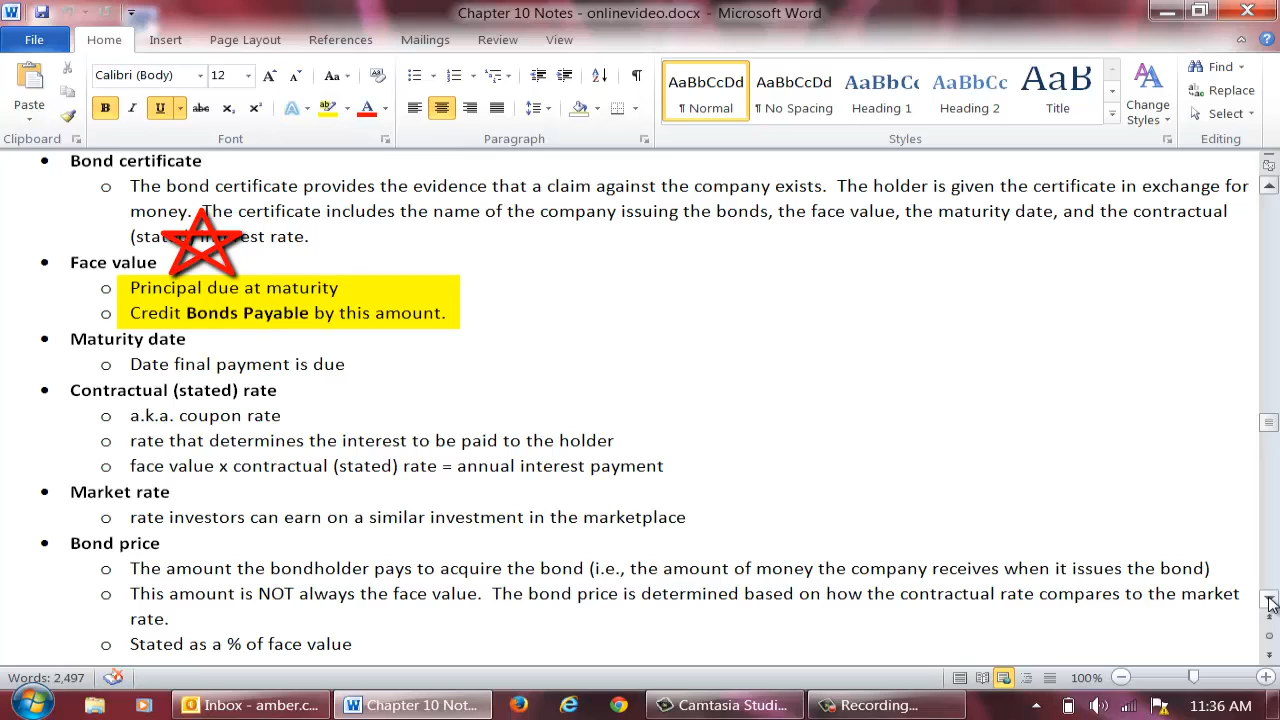 Chapter 10 Notes - onlinevideo.docx - Microsoft Word
File Home Insert Page Layout References Mailings Review View
Calibri (Body) 12 Aa
Paste
B I U abc x₂ x² A A
AaBbCcDd AaBbCcDd AaBbCc AaBbCc AaB
¶ Normal ¶ No Spacing Heading 1 Heading 2 Title
Change Styles
Find
Replace
Select
Clipboard Font Paragraph Styles Editing
• Bond certificate
o The bond certificate provides the evidence that a claim against the company exists. The holder is given the certificate in exchange for
money. The certificate includes the name of the company issuing the bonds, the face value, the maturity date, and the contractual
(stated) interest rate.
• Face value
o Principal due at maturity
o Credit Bonds Payable by this amount.
• Maturity date
o Date final payment is due
• Contractual (stated) rate
o a.k.a. coupon rate
o rate that determines the interest to be paid to the holder
o face value x contractual (stated) rate = annual interest payment
• Market rate
o rate investors can earn on a similar investment in the marketplace
• Bond price
o The amount the bondholder pays to acquire the bond (i.e., the amount of money the company receives when it issues the bond)
o This amount is NOT always the face value. The bond price is determined based on how the contractual rate compares to the market
rate.
o Stated as a % of face value
Words: 2,497 100%
Inbox - amber.c... Chapter 10 Not... Camtasia Studi... Recording... 11:36 AM